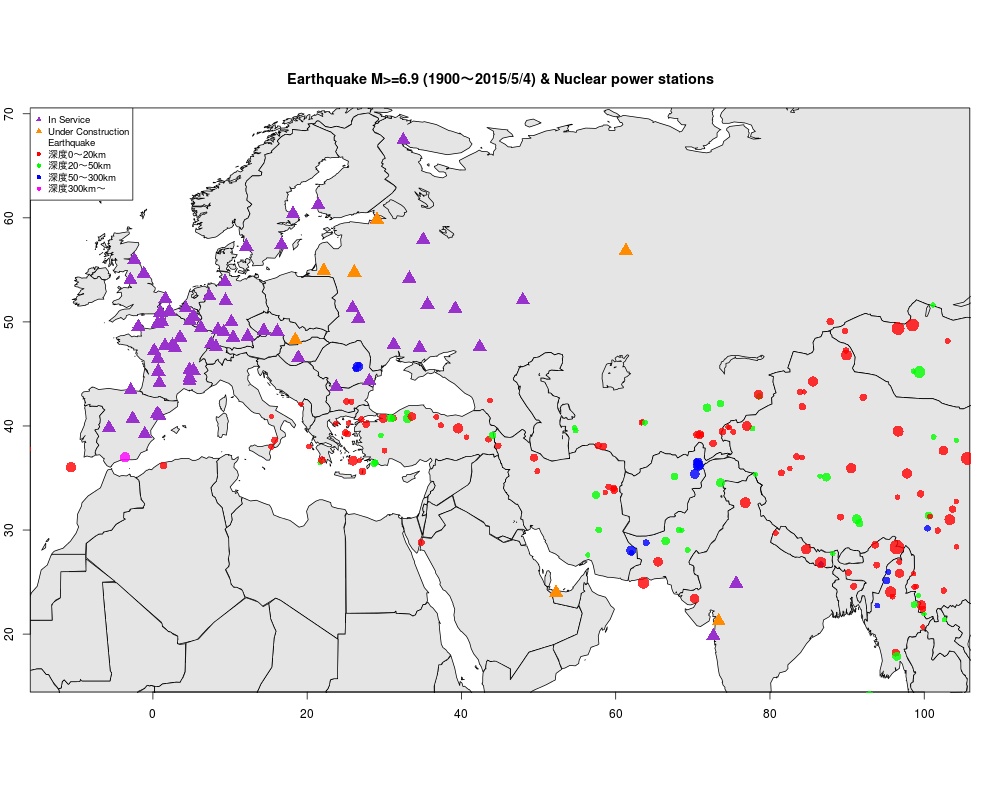 Earthquake M>=6.9 (1900～2015/5/4) & Nuclear power stations
In Service
Under Construction
Earthquake
深度0～20km
深度20～50km
深度50～300km
深度300km～
70
60
50
40
30
20
0 20 40 60 80 100